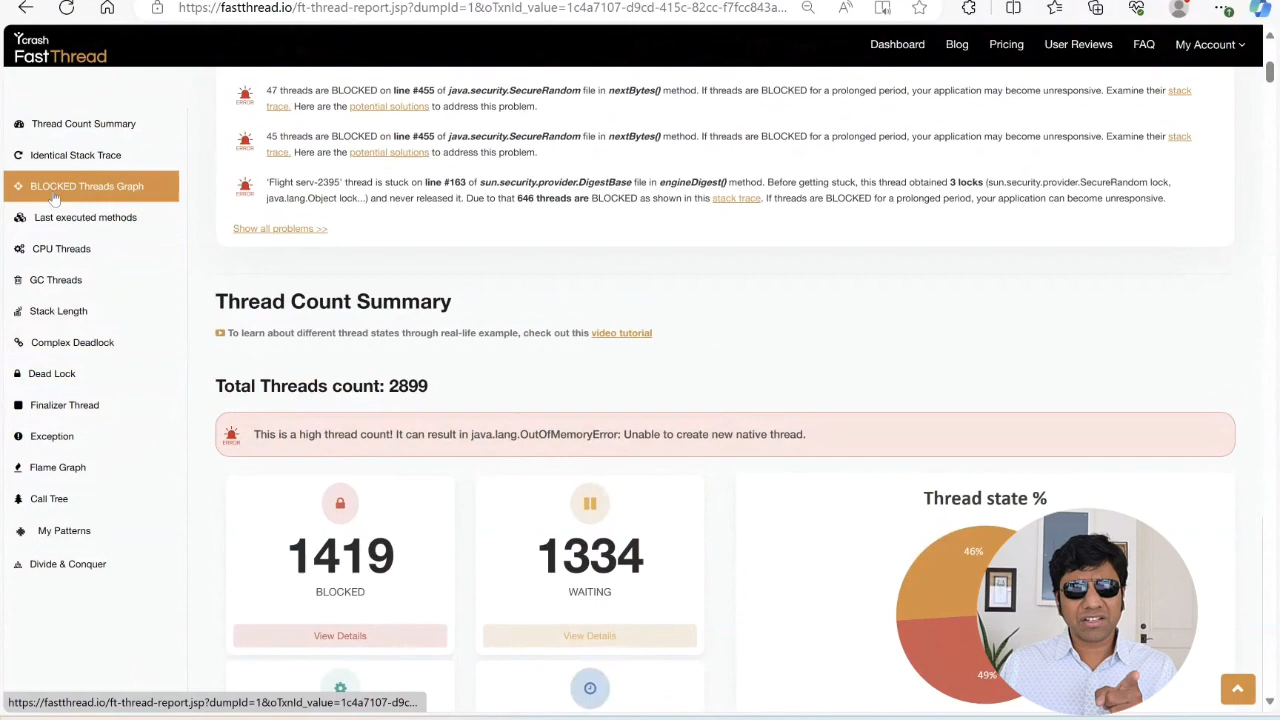 https://fastthread.io/ft-thread-report.jsp?dumpId=1&oTxnId_value=1c4a7107-d9cd-415c-82cc-f7fcc843a...
ycrash
FastThread
Dashboard
Blog
Pricing
User Reviews
FAQ
My Account
Thread Count Summary
Identical Stack Trace
BLOCKED Threads Graph
Last executed methods
CPU Threads
GC Threads
Stack Length
Complex Deadlock
Dead Lock
Finalizer Thread
Exception
Flame Graph
Call Tree
My Patterns
Divide & Conquer
ERROR
47 threads are BLOCKED on line #455 of java.security.SecureRandom file in nextBytes() method. If threads are BLOCKED for a prolonged period, your application may become unresponsive. Examine their stack
trace. Here are the potential solutions to address this problem.
ERROR
45 threads are BLOCKED on line #455 of java.security.SecureRandom file in nextBytes() method. If threads are BLOCKED for a prolonged period, your application may become unresponsive. Examine their stack
trace. Here are the potential solutions to address this problem.
ERROR
'Flight serv-2395' thread is stuck on line #163 of sun.security.provider.DigestBase file in engineDigest() method. Before getting stuck, this thread obtained 3 locks (sun.security.provider.SecureRandom lock,
java.lang.Object lock...) and never released it. Due to that 646 threads are BLOCKED as shown in this stack trace. If threads are BLOCKED for a prolonged period, your application can become unresponsive.
Show all problems >>
Thread Count Summary
To learn about different thread states through real-life example, check out this video tutorial
Total Threads count: 2899
ERROR
This is a high thread count! It can result in java.lang.OutOfMemoryError: Unable to create new native thread.
1419
BLOCKED
View Details
1334
WAITING
View Details
Thread state %
46%
49%
https://fastthread.io/ft-thread-report.jsp?dumpId=1&oTxnId_value=1c4a7107-d9c...